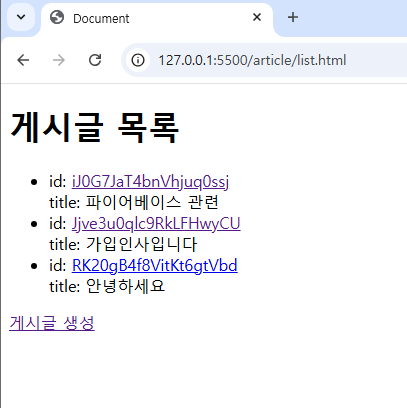 Document
127.0.0.1:5500/article/list.html
게시글 목록
id: iJ0G7JaT4bnVhjuq0ssj
title: 파이어베이스 관련
id: Jjve3u0qlc9RkLFHwyCU
title: 가입인사입니다
id: RK20gB4f8VitKt6gtVbd
title: 안녕하세요
게시글 생성